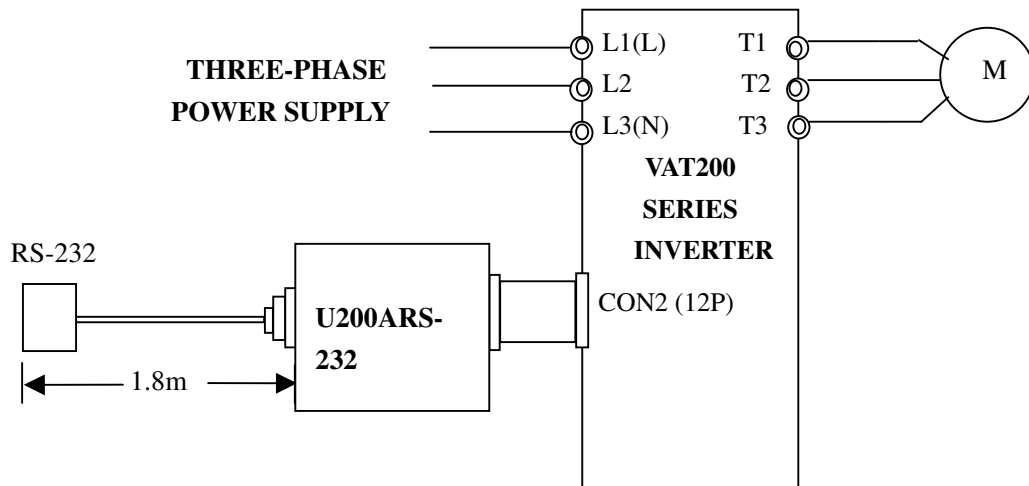 L1(L)
T1
THREE-PHASE
POWER SUPPLY
L2
T2
M
L3(N)
T3
VAT200
SERIES
INVERTER
RS-232
CON2 (12P)
U200ARS-
232
1.8m